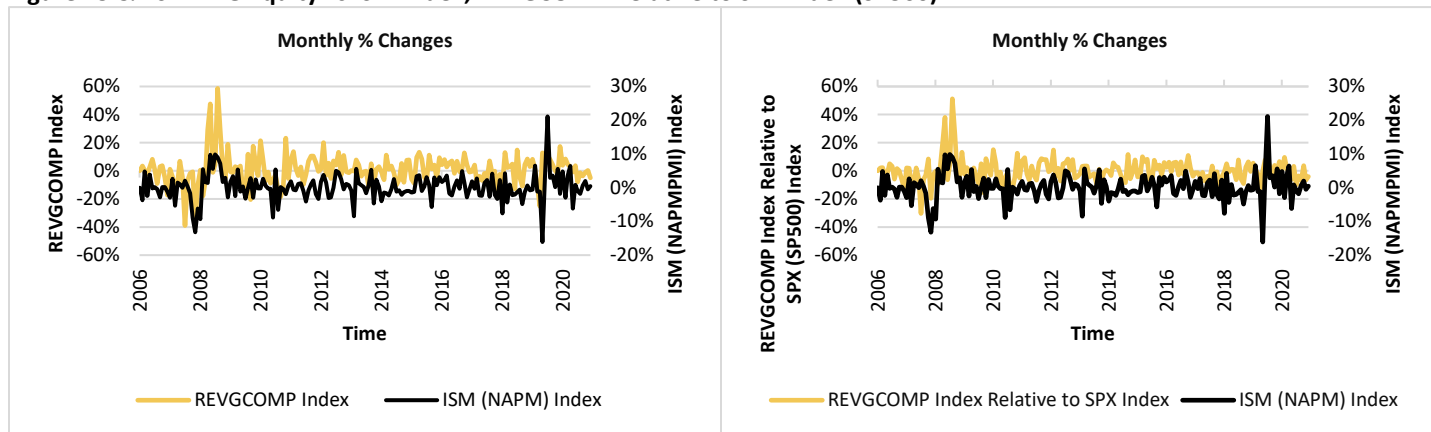 Monthly % Changes
REVGCOMP Index
60%
40%
20%
0%
-20%
-40%
-60%
30%
20%
10%
0%
-10%
-20%
ISM (NAPMPMI) Index
2006 2008 2010 2012 2014 2016 2018 2020
Time
REVGCOMP Index ISM (NAPM) Index
Monthly % Changes
REVGCOMP Index Relative to
SPX (SP500) Index
60%
40%
20%
0%
-20%
-40%
-60%
30%
20%
10%
0%
-10%
-20%
ISM (NAPMPMI) Index
2006 2008 2010 2012 2014 2016 2018 2020
Time
REVGCOMP Index Relative to SPX Index ISM (NAPM) Index